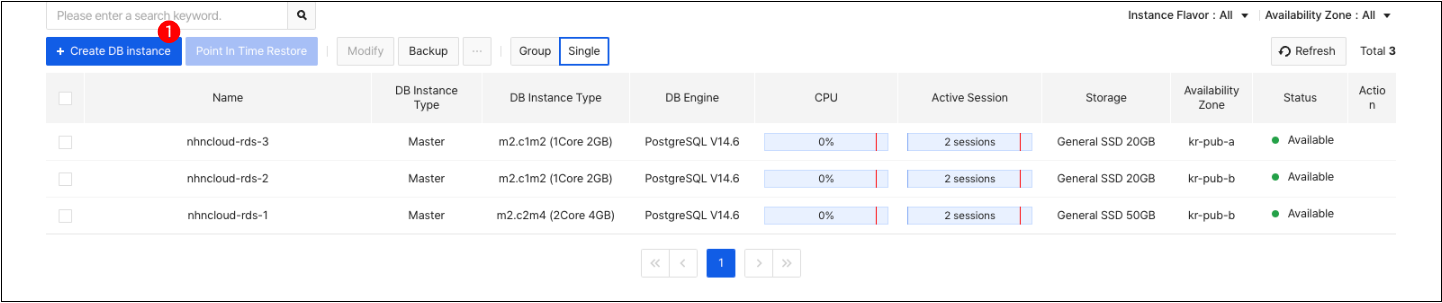 Please enter a search keyword.
Instance Flavor : All Availability Zone : All
1
+ Create DB instance Point In Time Restore Modify Backup ... Group Single Refresh Total 3
Name DB Instance Type DB Instance Type DB Engine CPU Active Session Storage Availability Zone Status Action
nhncloud-rds-3 Master m2.c1m2 (1Core 2GB) PostgreSQL V14.6 0% 2 sessions General SSD 20GB kr-pub-a Available
nhncloud-rds-2 Master m2.c1m2 (1Core 2GB) PostgreSQL V14.6 0% 2 sessions General SSD 20GB kr-pub-b Available
nhncloud-rds-1 Master m2.c2m4 (2Core 4GB) PostgreSQL V14.6 0% 2 sessions General SSD 50GB kr-pub-b Available
1